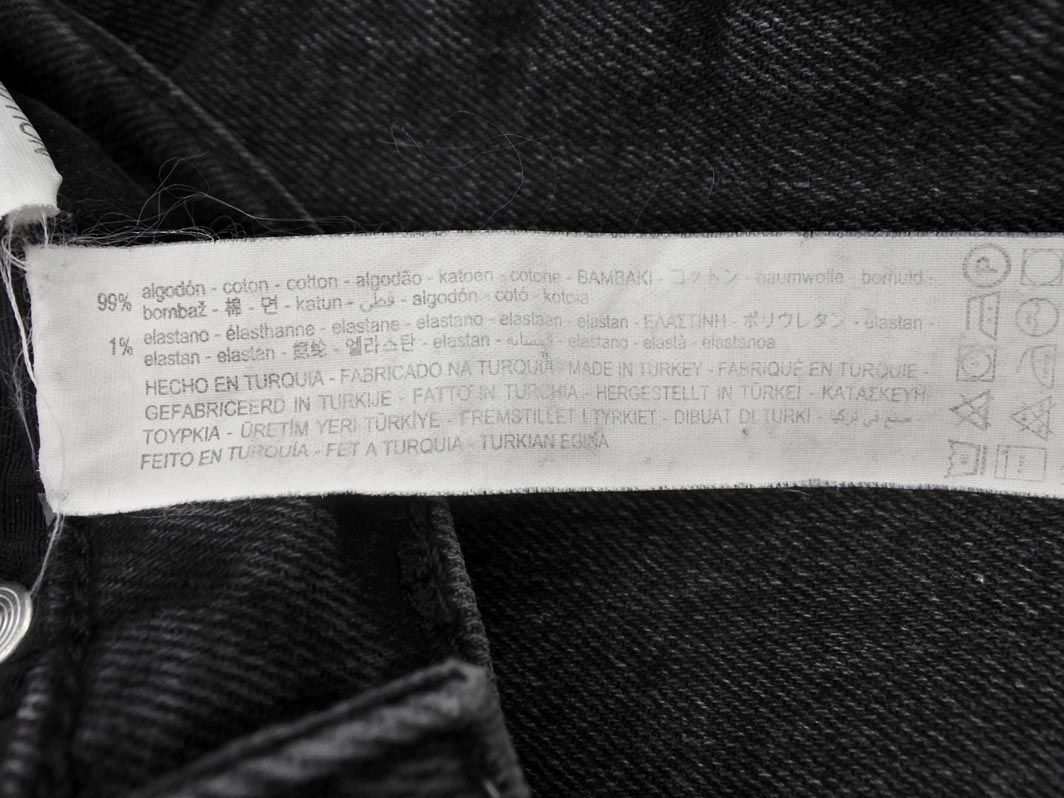 99% algodón - coton - cotton - algodão - katoen - cotone - BAMBAKI - コットン - baumwolle - bomuld -
bombaž - 棉 - 면 - katun - قطن - algodón - cotó - kotoia
1% elastano - élasthanne - elastane - elastano - elastaan - elastan - ΕΛΑΣΤΙΝΗ ポリウレタン - elastan
elastan - elastan - 氨纶 - 엘라스탄 - elastan - - elastano - elastà - elastanoa
HECHO EN TURQUIA - FABRICADO NA TURQUIA MADE IN TURKEY - FABRIQUÉ EN TURQUIE -
GEFABRICEERD IN TURKIJE - FATTO IN TURCHIA - HERGESTELLT IN TÜRKEI - ΚΑΤΑΣΚΕΥΗ
ΤΟΥΡΚΙΑ - ÜRETİM YERİ TÜRKİYE - FREMSTILLET I TYRKIET - DIBUAT DI TURKI - صنع في تركيا -
FEITO EN TURQUÍA - FET A TURQUIA - TURKIAN EGINA